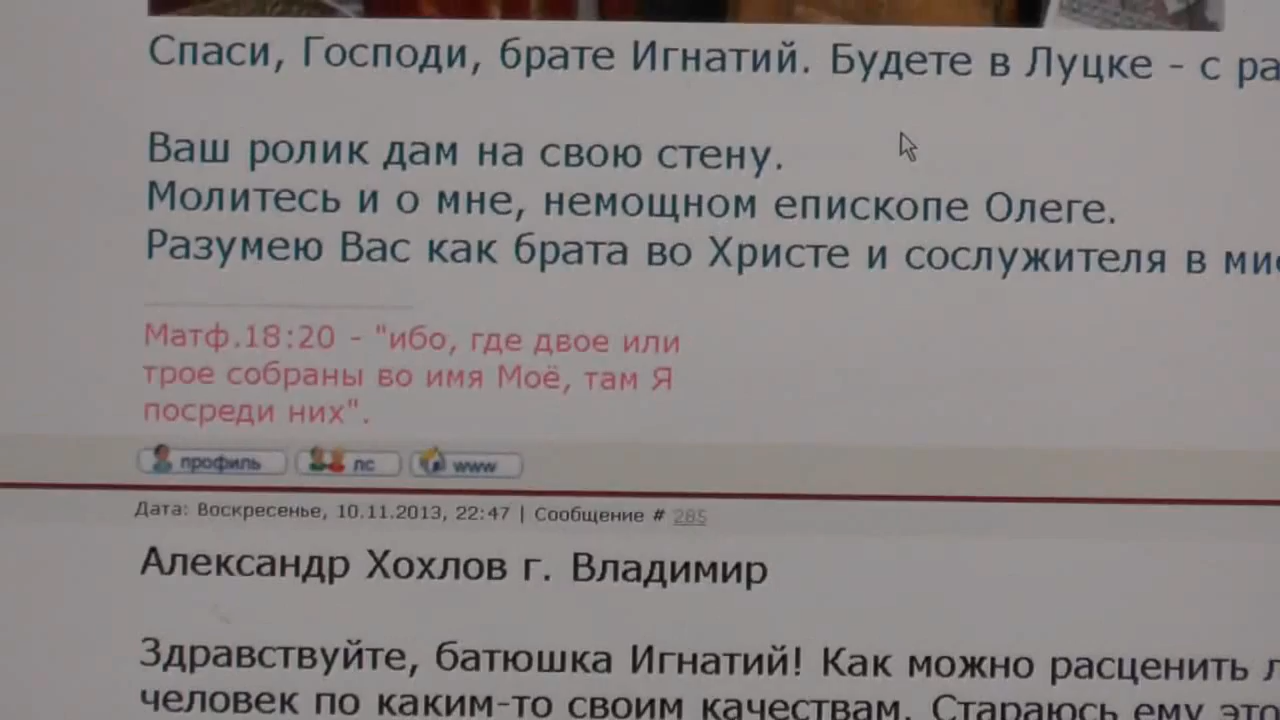 Спаси, Господи, брате Игнатий. Будете в Луцке - с ра
Ваш ролик дам на свою стену.
Молитесь и о мне, немощном епископе Олеге.
Разумею Вас как брата во Христе и сослужителя в ми
Матф.18:20 - "ибо, где двое или
трое собраны во имя Моё, там Я
посреди них".
профиль лс www
Дата: Воскресенье, 10.11.2013, 22:47 | Сообщение # 285
Александр Хохлов г. Владимир
Здравствуйте, батюшка Игнатий! Как можно расценить л
человек по каким-то своим качествам. Стараюсь ему это